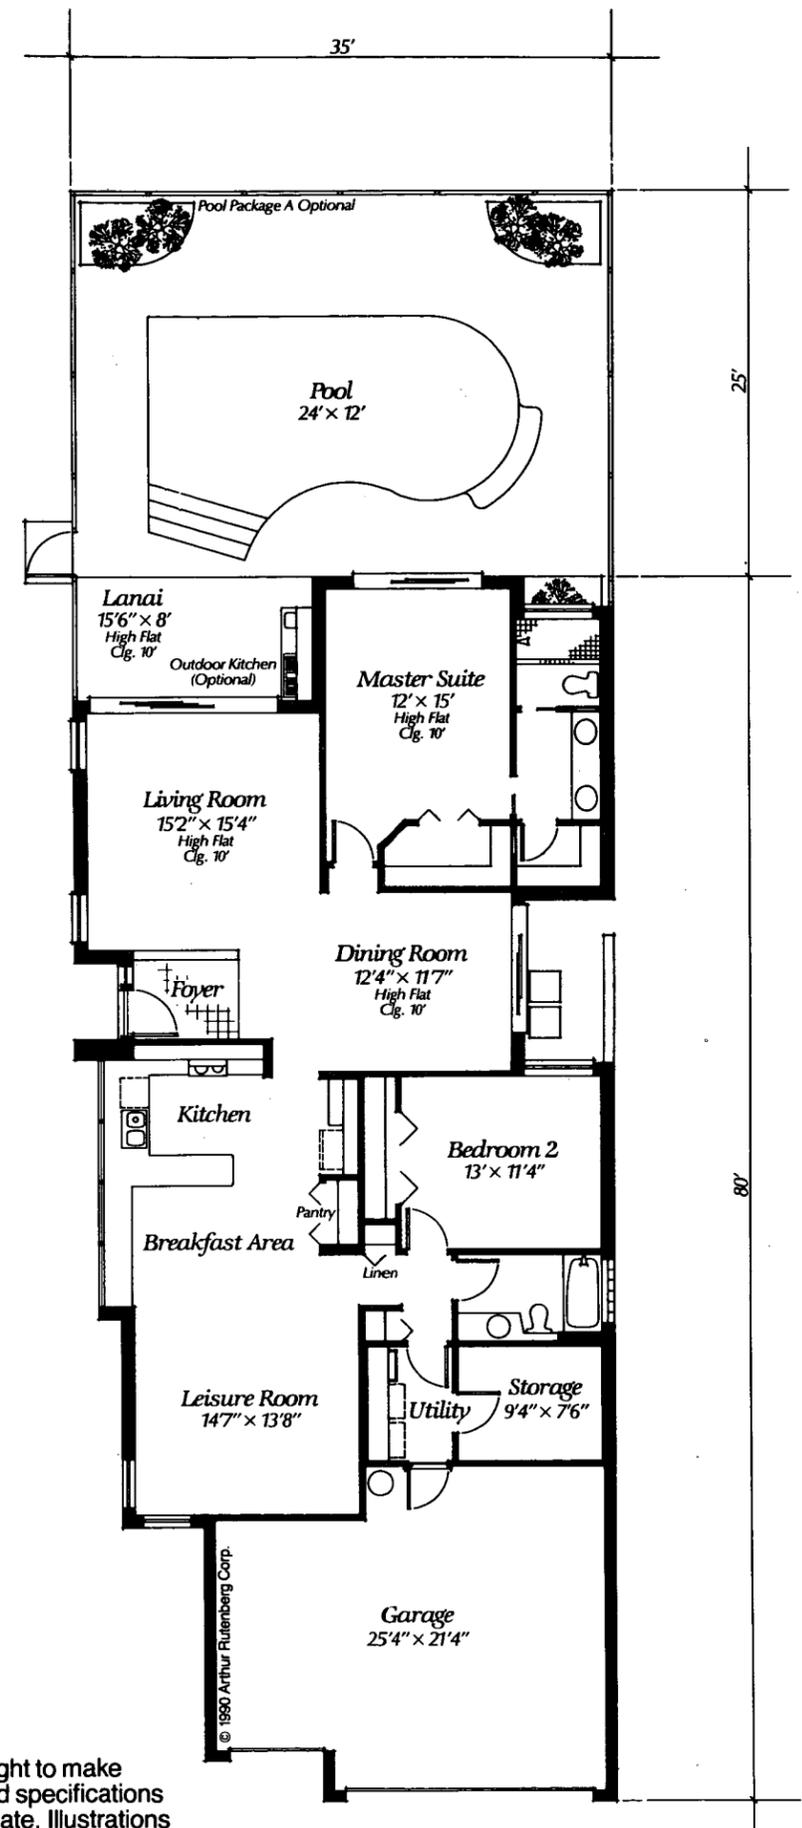 35'
Pool Package A Optional
Pool
24' × 12'
25'
Lanai
15'6" × 8'
High Flat
Clg. 10'
Outdoor Kitchen
(Optional)
Master Suite
12' × 15'
High Flat
Clg. 10'
Living Room
15'2" × 15'4"
High Flat
Clg. 10'
Dining Room
12'4" × 11'7"
High Flat
Clg. 10'
Foyer
Kitchen
Bedroom 2
13' × 11'4"
80'
Pantry
Breakfast Area
Linen
Leisure Room
14'7" × 13'8"
Utility
Storage
9'4" × 7'6"
© 1990 Arthur Rutenberg Corp.
Garage
25'4" × 21'4"
ght to make
d specifications
ate. Illustrations